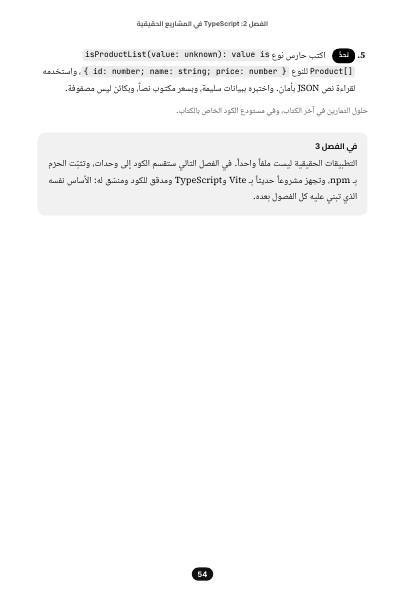 الفصل 2: TypeScript في المشاريع الحقيقية
5. تحدٍّ اكتب حارس نوع isProductList(value: unknown): value is
Product[] للنوع { id: number; name: string; price: number }، واستخدمه
لقراءة نص JSON بأمان. واختبره ببيانات سليمة، وبسعر مكتوب نصاً، وبكائن ليس مصفوفة.
حلول التمارين في آخر الكتاب، وفي مستودع الكود الخاص بالكتاب.
في الفصل 3
التطبيقات الحقيقية ليست ملفاً واحداً. في الفصل التالي ستقسم الكود إلى وحدات، وتثبّت الحزم
بـ npm، وتجهز مشروعاً حديثاً بـ Vite وTypeScript ومدقق للكود ومنسّق له: الأساس نفسه
الذي تبني عليه كل الفصول بعده.
54